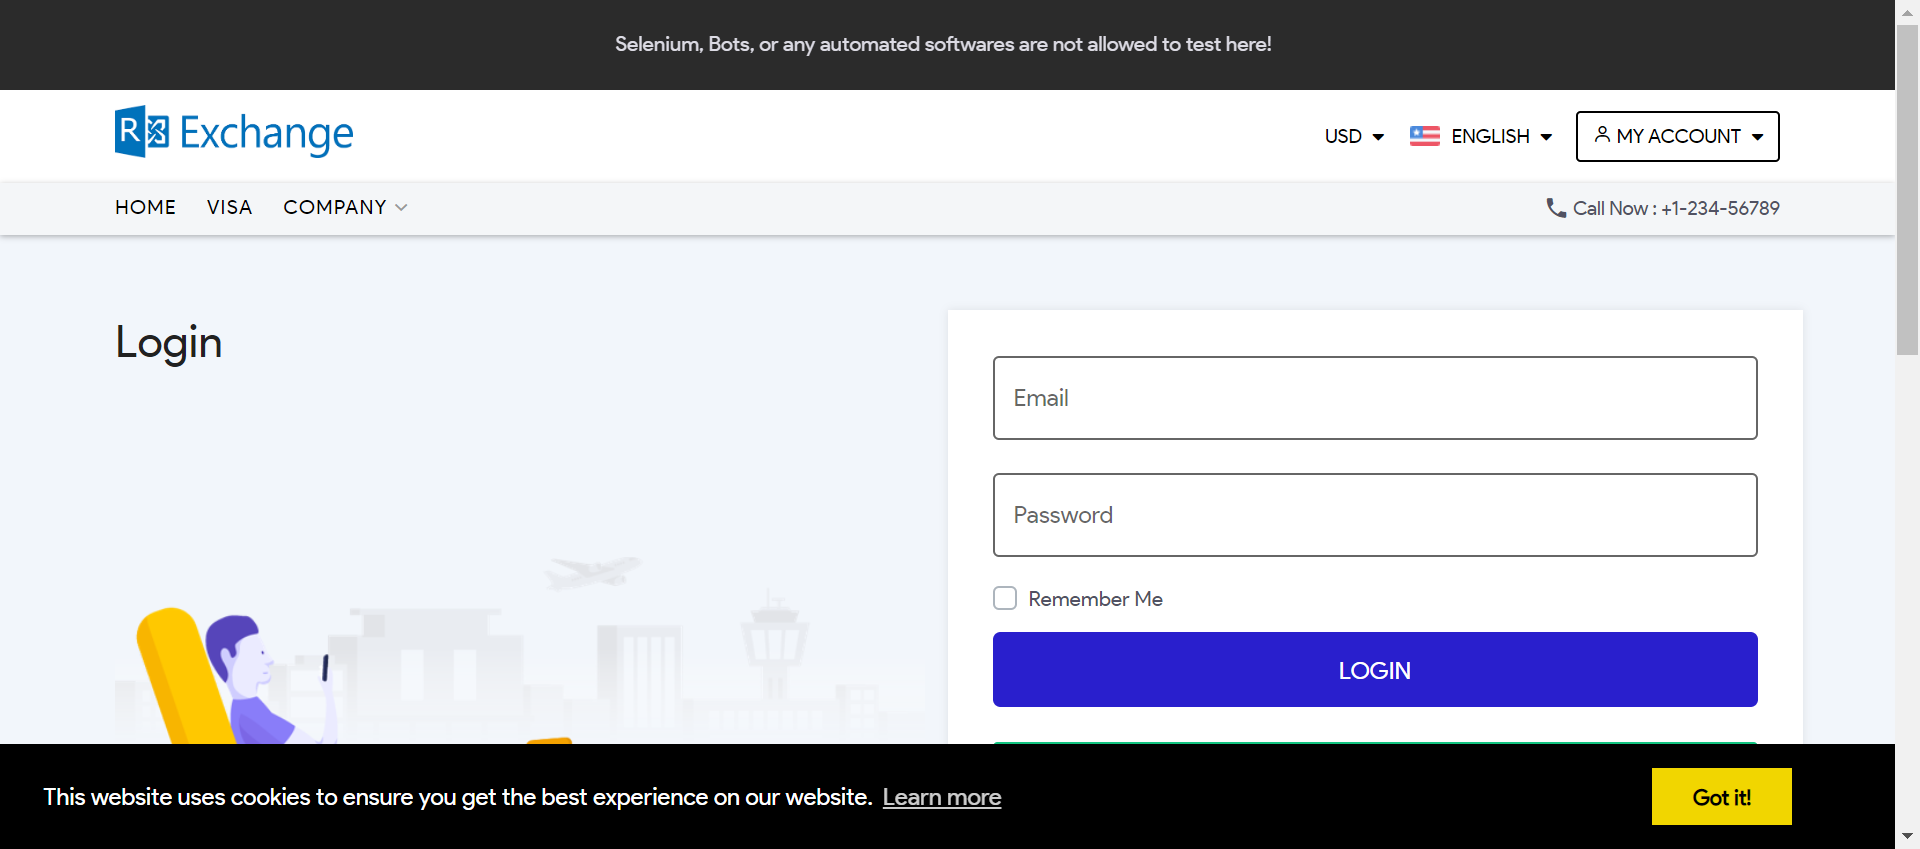 Selenium, Bots, or any automated softwares are not allowed to test here!
R Exchange
USD
ENGLISH
MY ACCOUNT
HOME
VISA
COMPANY
Call Now : +1-234-56789
Login
Email
Password
Remember Me
LOGIN
This website uses cookies to ensure you get the best experience on our website. Learn more
Got it!